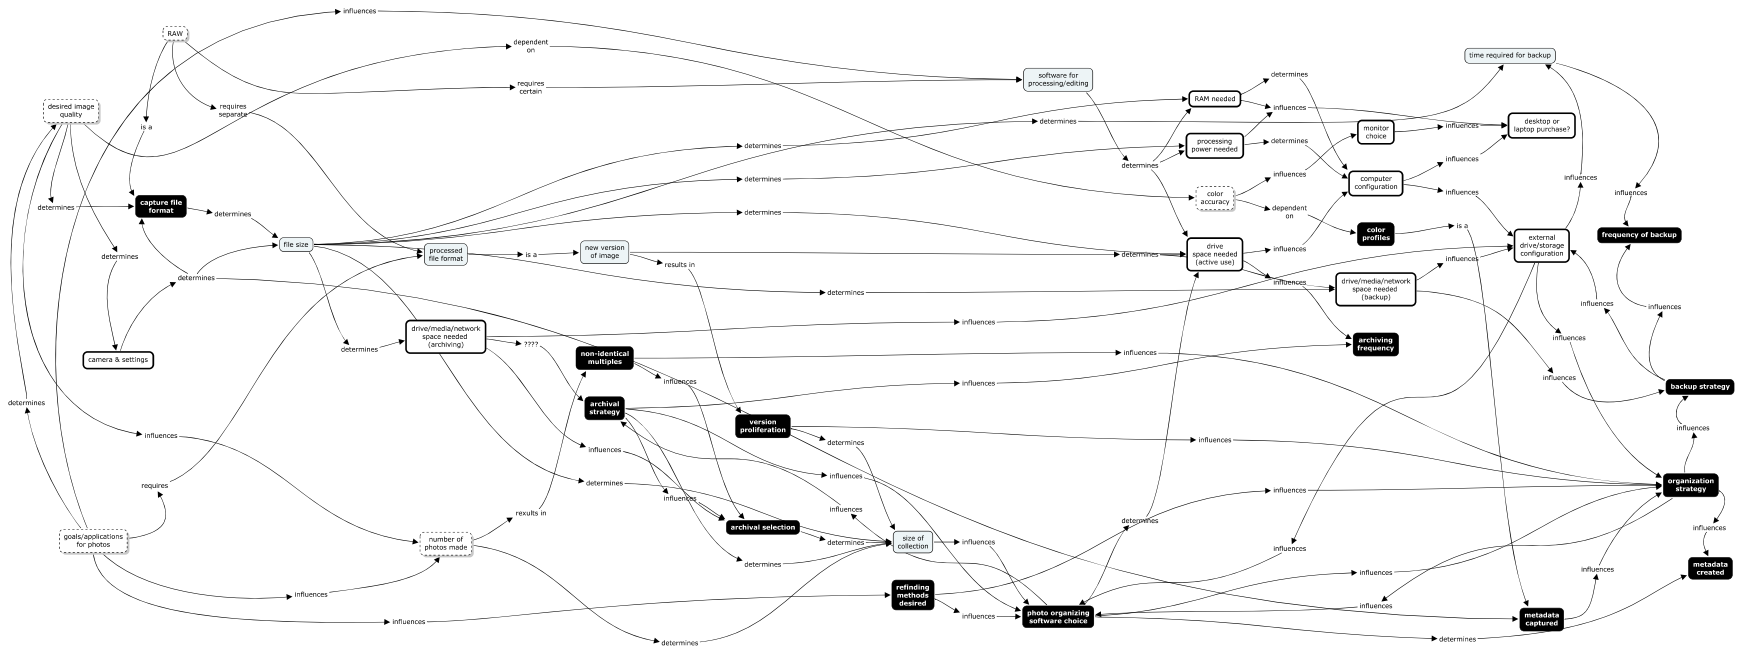 influences
RAW
dependent
on
time required for backup
software for
processing/editing
determines
requires
certain
desired image
quality
requires
separate
RAM needed
influences
determines
is a
desktop or
laptop purchase?
monitor
choice
influences
determines
processing
power needed
determines
determines
influences
determines
influences
computer
configuration
determines
color
accuracy
influences
influences
influences
determines
capture file
format
determines
determines
dependent
on
is a
color
profiles
frequency of backup
file size
processed
file format
is a
new version
of image
determines
drive
space needed
(active use)
influences
external
drive/storage
configuration
determines
results in
influences
determines
influences
drive/media/network
space needed
(backup)
determines
influences
influences
drive/media/network
space needed
(archiving)
influences
influences
????
determines
archiving
frequency
camera & settings
non-identical
multiples
influences
influences
influences
influences
backup strategy
determines
archival
strategy
version
proliferation
influences
influences
determines
influences
influences
influences
requires
determines
influences
influences
influences
organization
strategy
rexults in
influences
determines
archival selection
influences
goals/applications
for photos
number of
photos made
determines
size of
collection
influences
influences
determines
influences
metadata
created
influences
influences
refinding
methods
desired
influences
influences
photo organizing
software choice
metadata
captured
influences
determines
determines